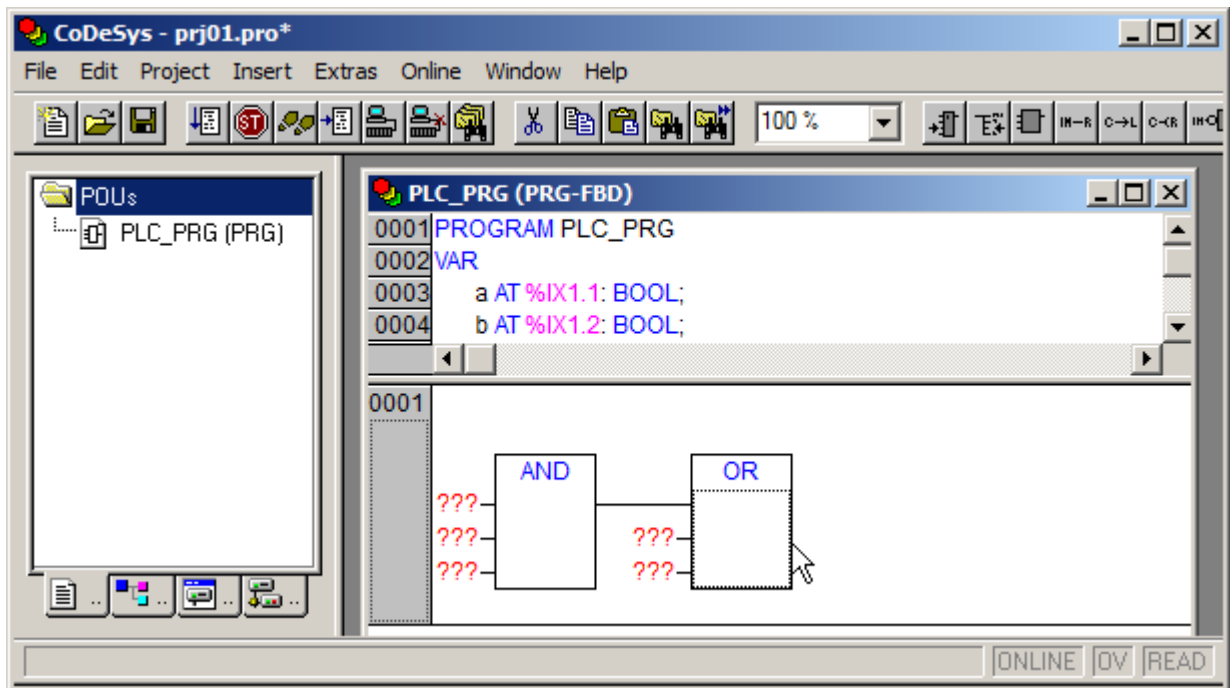 CoDeSys - prj01.pro*
File Edit Project Insert Extras Online Window Help
ST 100 % IN-R C→L C-<R
POUs
PLC_PRG (PRG)
.. .. .. ..
PLC_PRG (PRG-FBD)
0001 PROGRAM PLC_PRG
0002 VAR
0003 a AT %IX1.1: BOOL;
0004 b AT %IX1.2: BOOL;
0001
AND OR
???
??? ???
??? ???
ONLINE OV READ